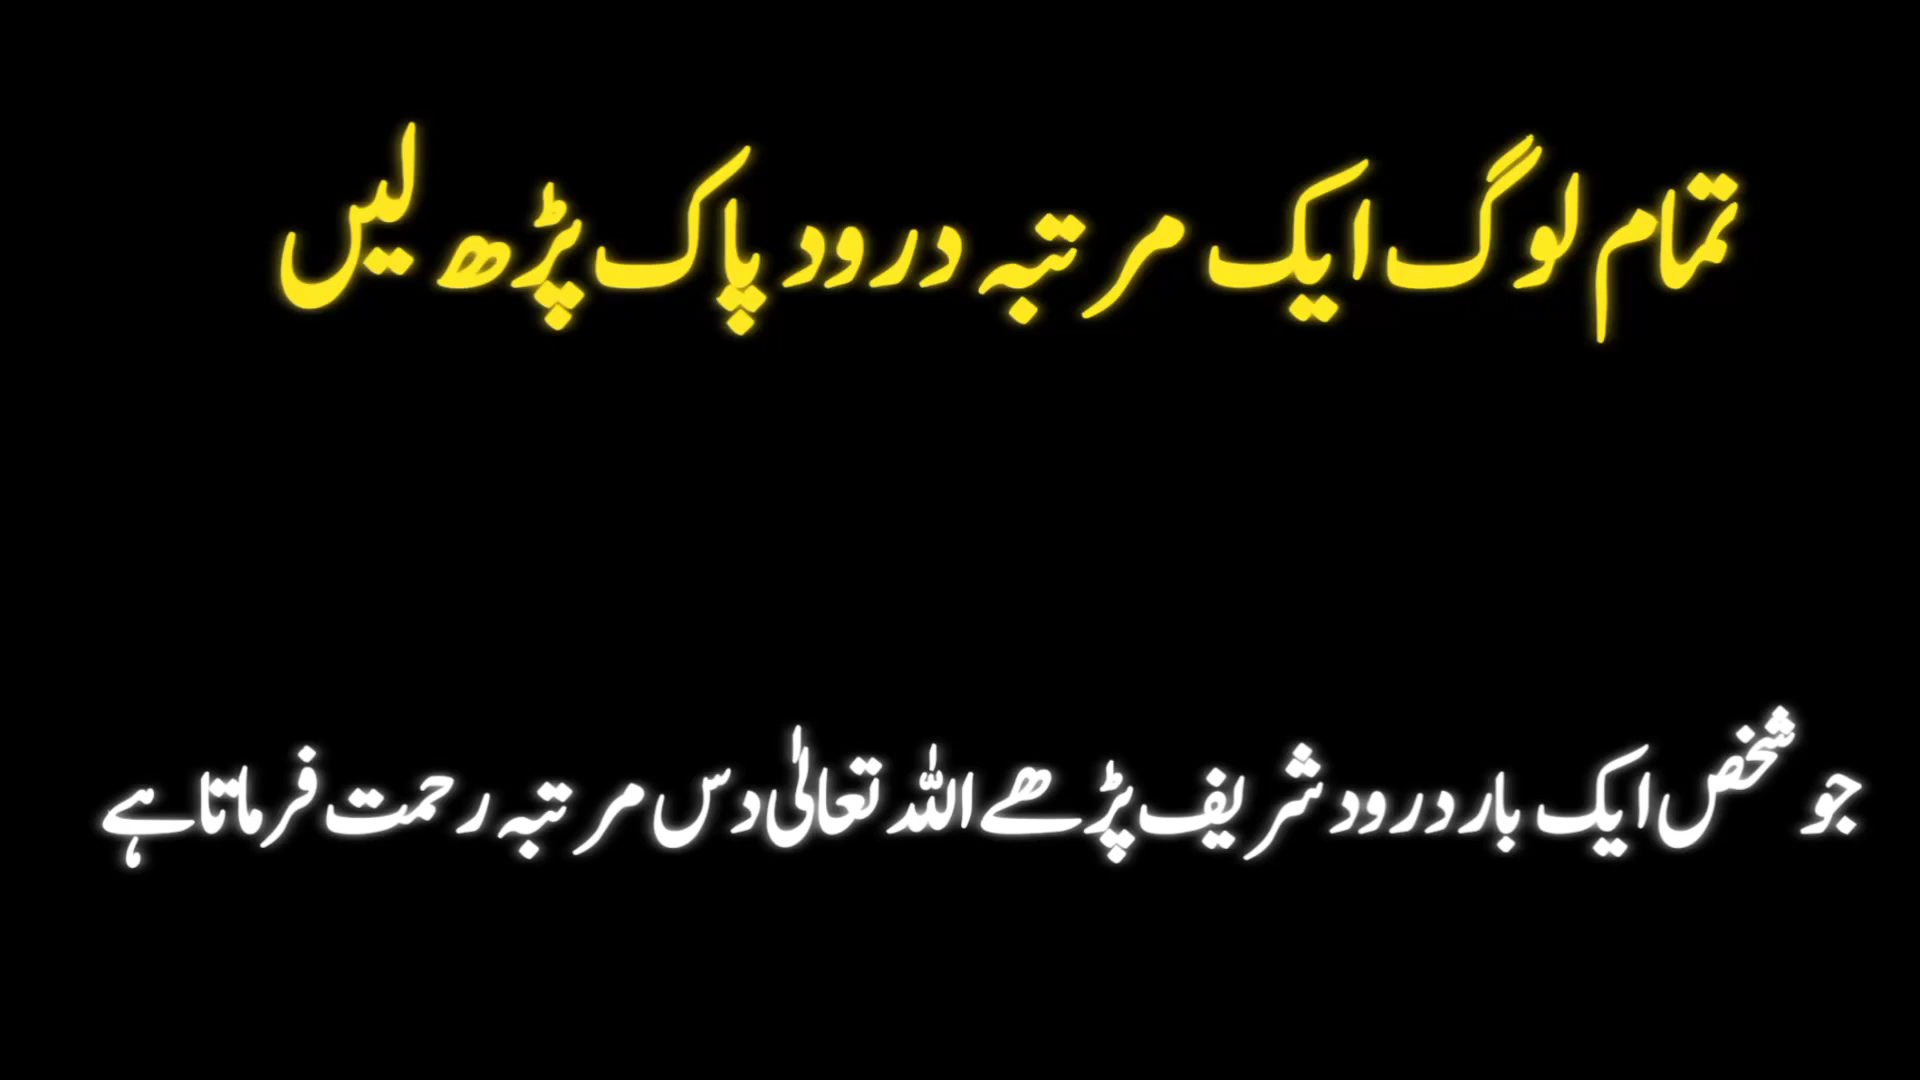 تمام لوگ ایک مرتبہ درود پاک پڑھ لیں
جو شخص ایک بار درود شریف پڑھے اللہ تعالیٰ دس مرتبہ رحمت فرماتا ہے